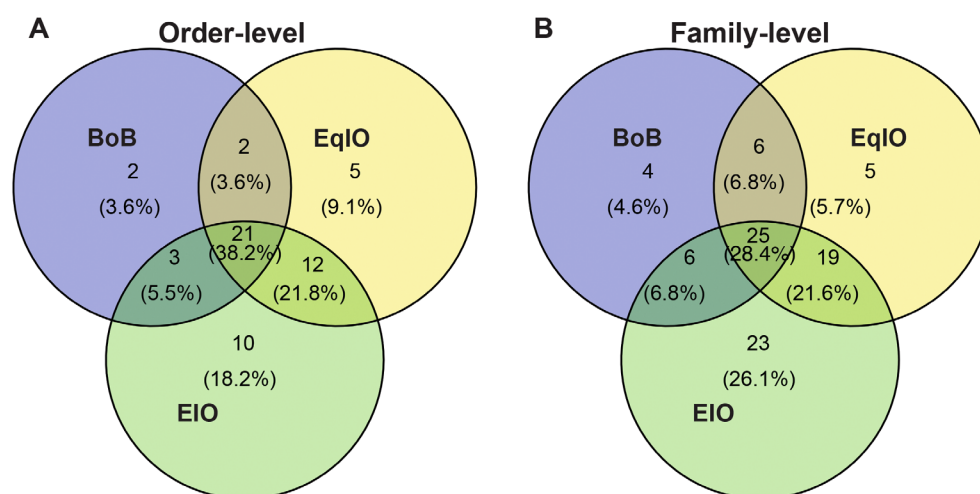 A
Order-level
BoB
2
(3.6%)
2
(3.6%)
EqIO
5
(9.1%)
21
(38.2%)
3
(5.5%)
12
(21.8%)
10
(18.2%)
EIO
B
Family-level
BoB
4
(4.6%)
6
(6.8%)
EqIO
5
(5.7%)
25
(28.4%)
6
(6.8%)
19
(21.6%)
23
(26.1%)
EIO